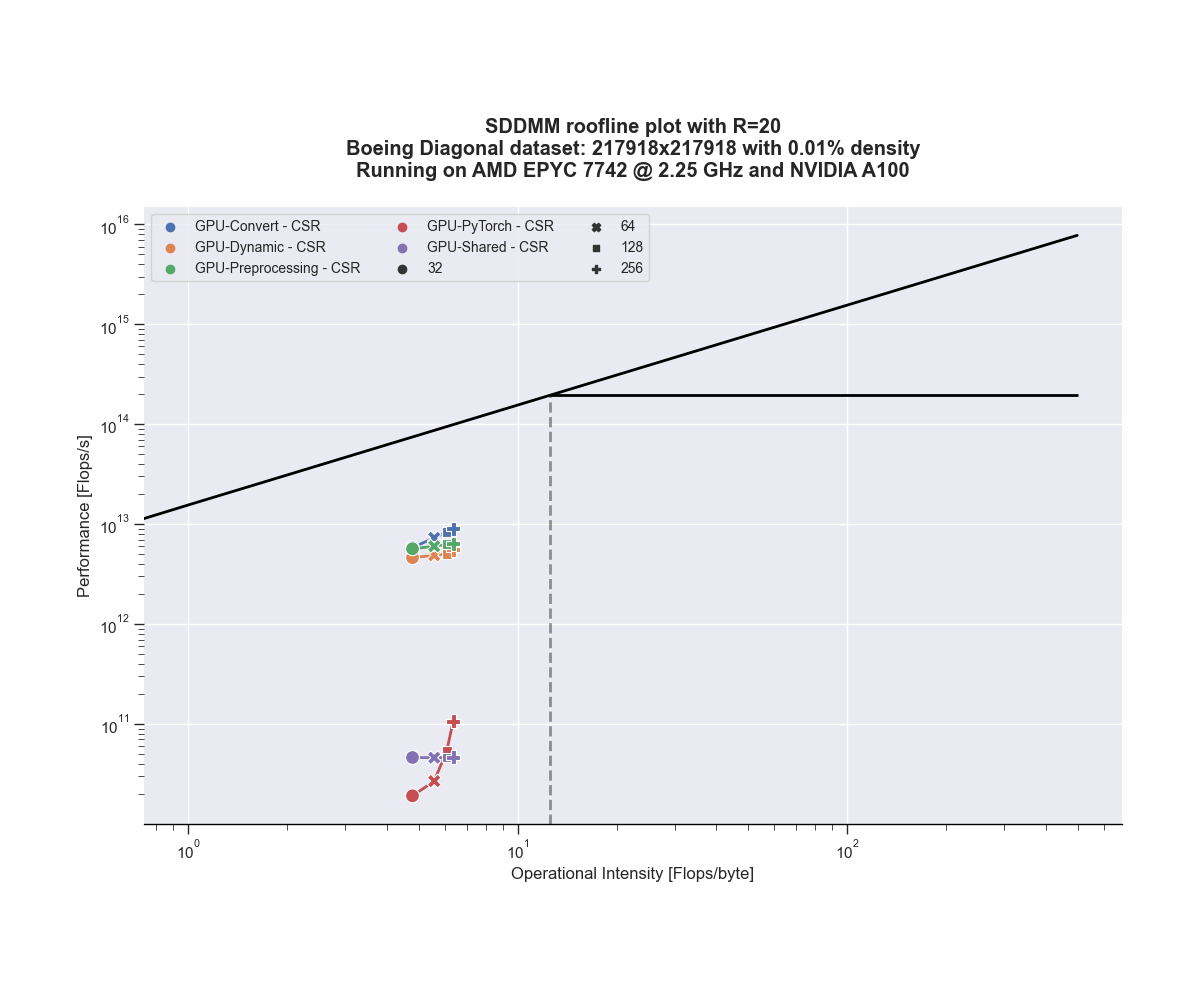 SDDMM roofline plot with R=20
Boeing Diagonal dataset: 217918x217918 with 0.01% density
Running on AMD EPYC 7742 @ 2.25 GHz and NVIDIA A100
GPU-Convert - CSR
GPU-Dynamic - CSR
GPU-Preprocessing - CSR
GPU-PyTorch - CSR
GPU-Shared - CSR
32
64
128
256
Performance [Flops/s]
10^16
10^15
10^14
10^13
10^12
10^11
10^0
10^1
10^2
Operational Intensity [Flops/byte]